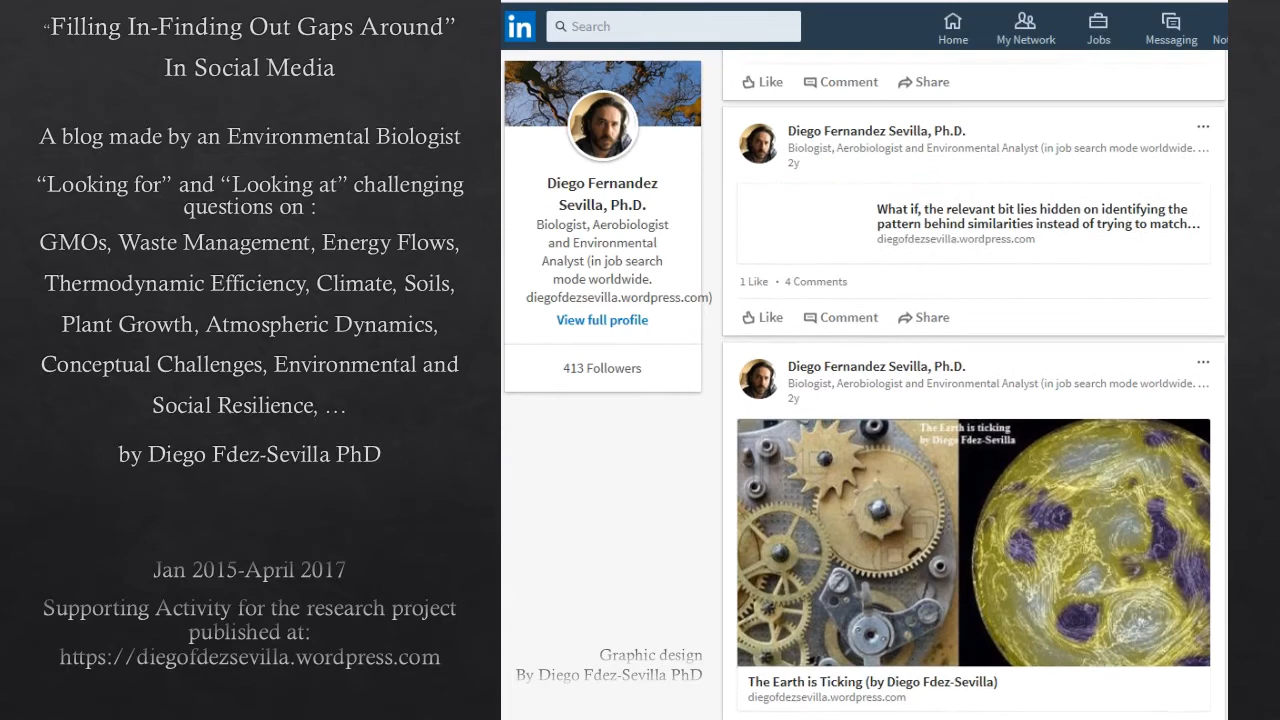 “Filling In-Finding Out Gaps Around”
In Social Media
A blog made by an Environmental Biologist
“Looking for” and “Looking at” challenging
questions on :
GMOs, Waste Management, Energy Flows,
Thermodynamic Efficiency, Climate, Soils,
Plant Growth, Atmospheric Dynamics,
Conceptual Challenges, Environmental and
Social Resilience, …
by Diego Fdez-Sevilla PhD
Jan 2015-April 2017
Supporting Activity for the research project
published at:
https://diegofdezsevilla.wordpress.com
in
Search
Home
My Network
Jobs
Messaging
Not
Diego Fernandez
Sevilla, Ph.D.
Biologist, Aerobiologist
and Environmental
Analyst (in job search
mode worldwide.
diegofdezsevilla.wordpress.com)
View full profile
413 Followers
Graphic design
By Diego Fdez-Sevilla PhD
Like Comment Share
Diego Fernandez Sevilla, Ph.D.
Biologist, Aerobiologist and Environmental Analyst (in job search mode worldwide. ...
2y
What if, the relevant bit lies hidden on identifying the
pattern behind similarities instead of trying to match...
diegofdezsevilla.wordpress.com
1 Like • 4 Comments
Like Comment Share
Diego Fernandez Sevilla, Ph.D.
Biologist, Aerobiologist and Environmental Analyst (in job search mode worldwide. ...
2y
The Earth is ticking
by Diego Fdez-Sevilla
The Earth is Ticking (by Diego Fdez-Sevilla)
diegofdezsevilla.wordpress.com